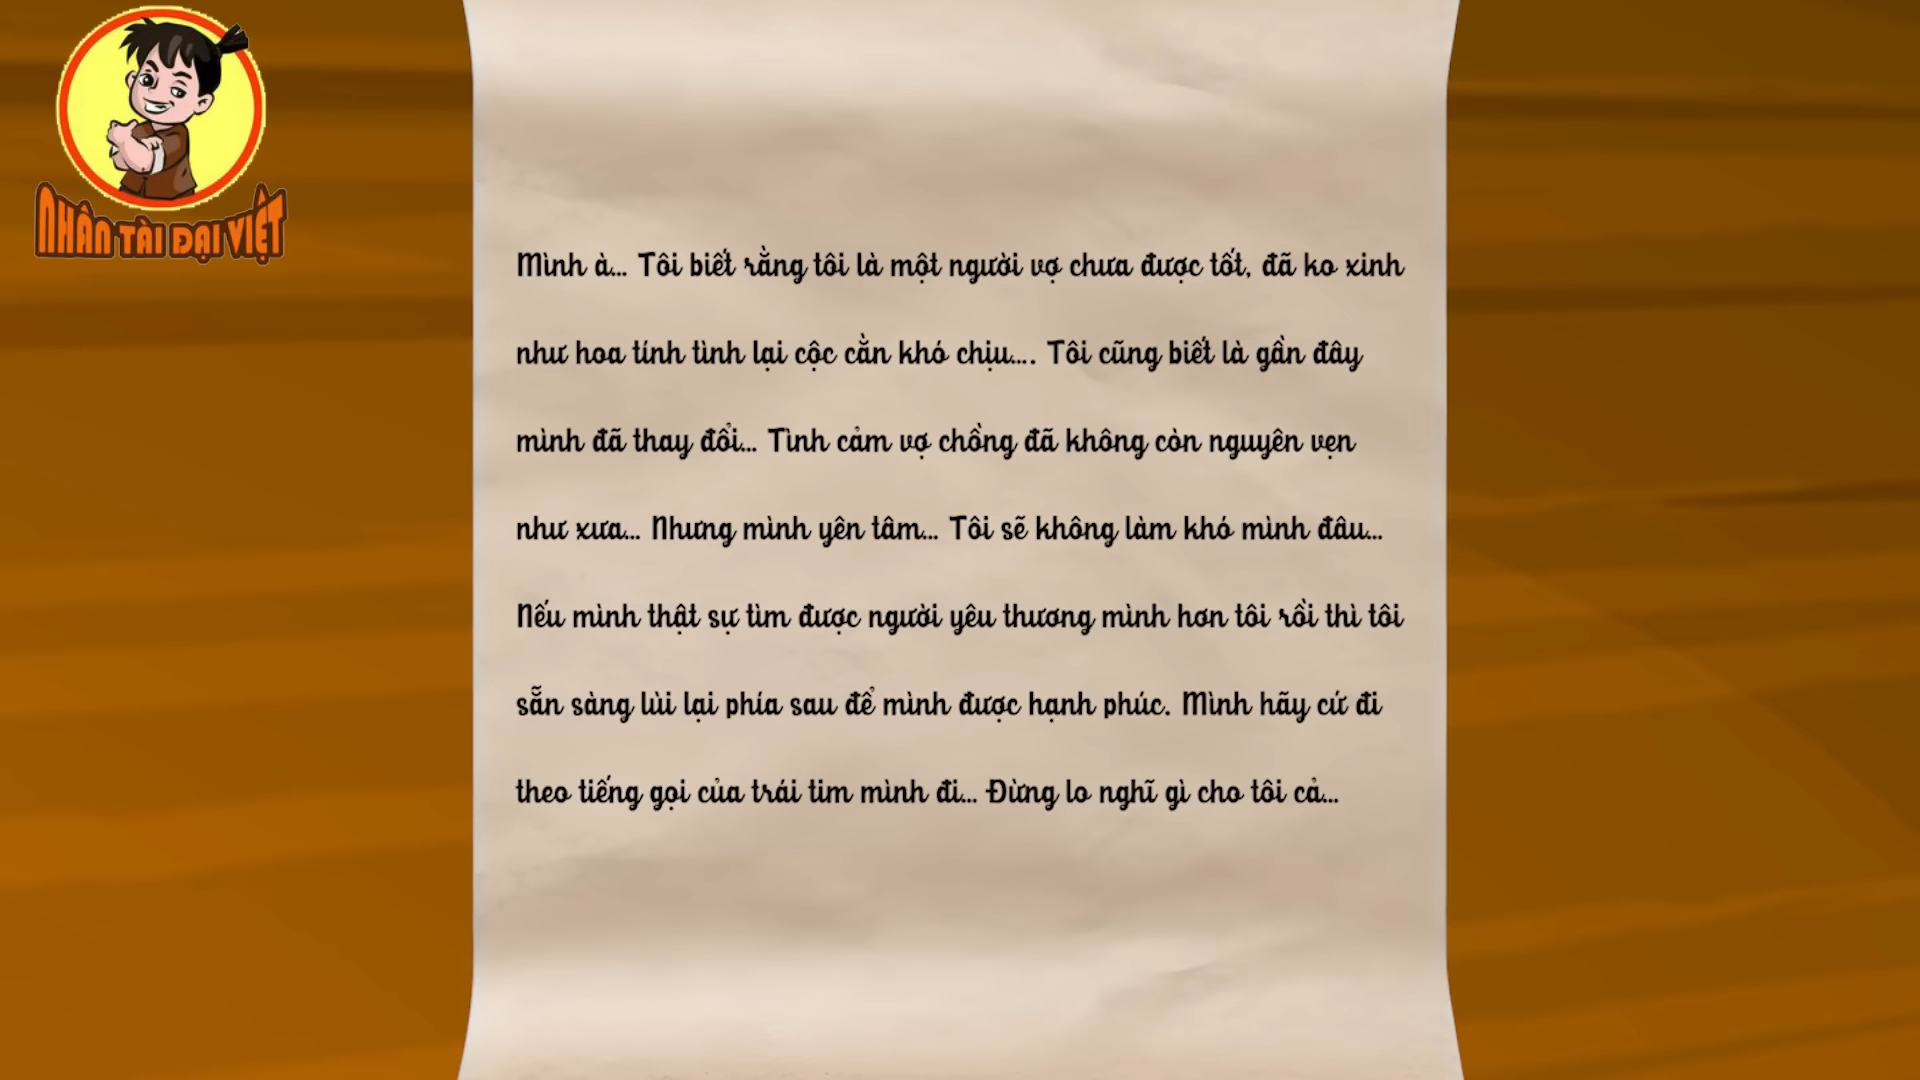 NHÂN TÀI ĐẠI VIỆT
Mình à... Tôi biết rằng tôi là một người vợ chưa được tốt, đã ko xinh
như hoa tính tình lại cộc cằn khó chịu.... Tôi cũng biết là gần đây
mình đã thay đổi... Tình cảm vợ chồng đã không còn nguyên vẹn
như xưa... Nhưng mình yên tâm... Tôi sẽ không làm khó mình đâu...
Nếu mình thật sự tìm được người yêu thương mình hơn tôi rồi thì tôi
sẵn sàng lùi lại phía sau để mình được hạnh phúc. Mình hãy cứ đi
theo tiếng gọi của trái tim mình đi... Đừng lo nghĩ gì cho tôi cả...